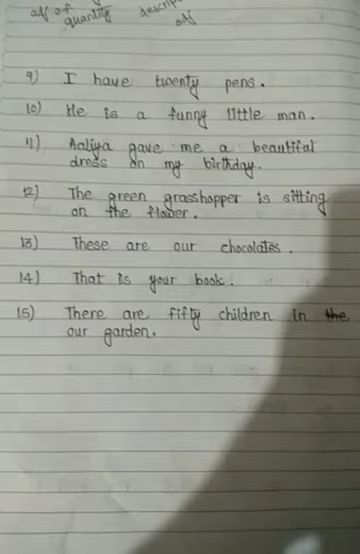 adj of quantity descrip
adj
9) I have twenty pens.
10) He is a funny little man.
11) Aaliya gave me a beautiful
dress on my birthday.
12) The green grasshopper is sitting
on the flower.
13) These are our chocolates.
14) That is your book.
15) There are fifty children in the
our garden.